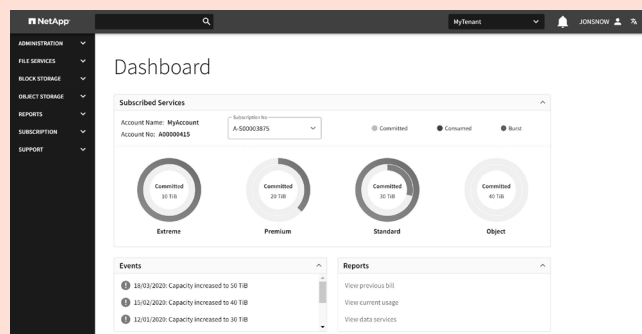 NetApp
MyTenant
JONSNOW
ADMINISTRATION
FILE SERVICES
BLOCK STORAGE
OBJECT STORAGE
REPORTS
SUBSCRIPTION
SUPPORT
Dashboard
Subscribed Services
Account Name: MyAccount
Account No: A00000415
Subscription No
A-S00003875
Committed
Consumed
Burst
Committed
10 TiB
Extreme
Committed
20 TiB
Premium
Committed
30 TiB
Standard
Committed
40 TiB
Object
Events
18/03/2020: Capacity increased to 50 TiB
15/02/2020: Capacity increased to 40 TiB
12/01/2020: Capacity increased to 30 TiB
Reports
View previous bill
View current usage
View data services